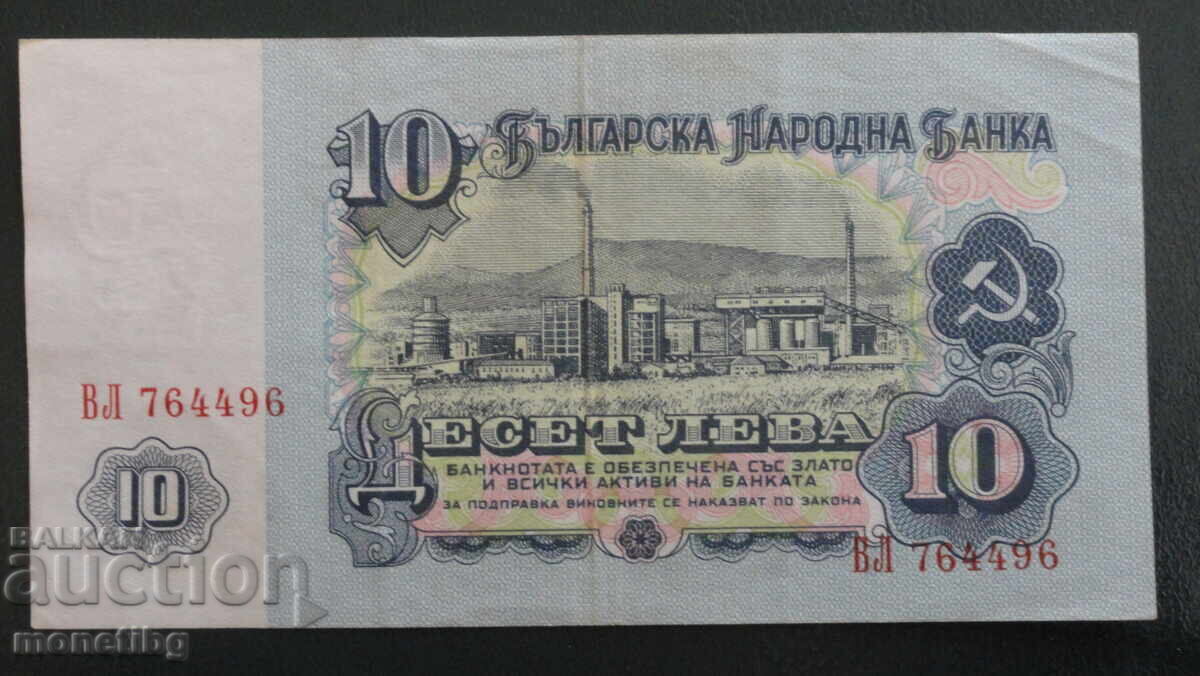 10 БЪЛГАРСКА НАРОДНА БАНКА
ВЛ 764496
10
ДЕСЕТ ЛЕВА
БАНКНОТАТА Е ОБЕЗПЕЧЕНА СЪС ЗЛАТО
И ВСИЧКИ АКТИВИ НА БАНКАТА
ЗА ПОДПРАВКА ВИНОВНИТЕ СЕ НАКАЗВАТ ПО ЗАКОНА
10
ВЛ 764496
BALKAN
auction
monetibg